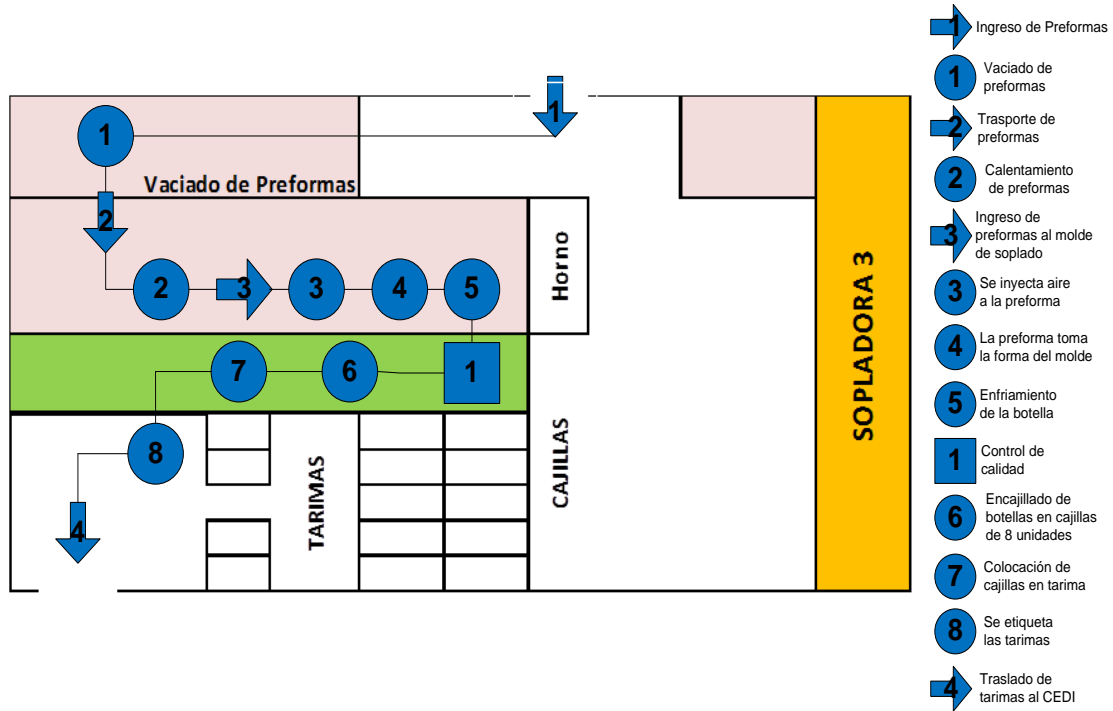 1
Ingreso de Preformas
1
Vaciado de
preformas
2
Trasporte de
preformas
2
Calentamiento
de preformas
3
Ingreso de
preformas al molde
de soplado
3
Se inyecta aire
a la preforma
4
La preforma toma
la forma del molde
5
Enfriamiento
de la botella
1
Control de
calidad
6
Encajillado de
botellas en cajillas
de 8 unidades
7
Colocación de
cajillas en tarima
8
Se etiqueta
las tarimas
4
Traslado de
tarimas al CEDI
1
1
Vaciado de Preformas
2
2
3
3
4
5
Horno
7
6
1
8
4
TARIMAS
CAJILLAS
SOPLADORA 3